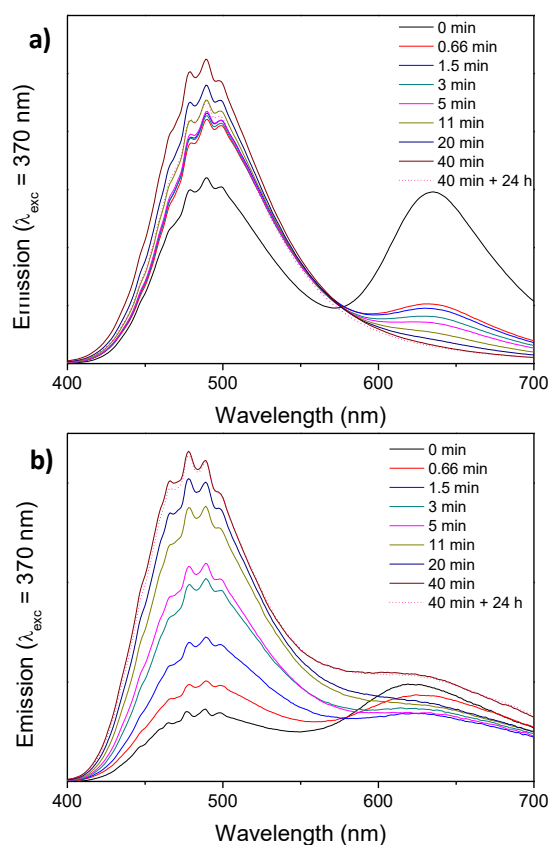 a)
0 min
0.66 min
1.5 min
3 min
5 min
11 min
20 min
40 min
40 min + 24 h
Emission (λexc = 370 nm)
400 500 600 700
Wavelength (nm)
b)
0 min
0.66 min
1.5 min
3 min
5 min
11 min
20 min
40 min
40 min + 24 h
Emission (λexc = 370 nm)
400 500 600 700
Wavelength (nm)